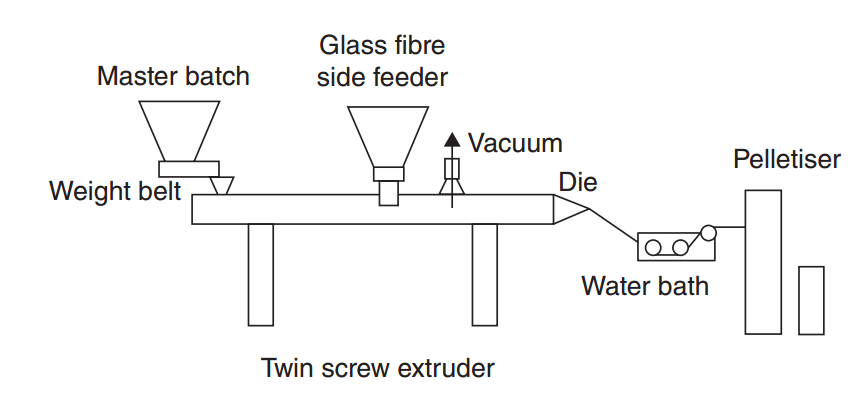 Glass fibre
side feeder
Master batch
Vacuum
Pelletiser
Weight belt
Die
Water bath
Twin screw extruder